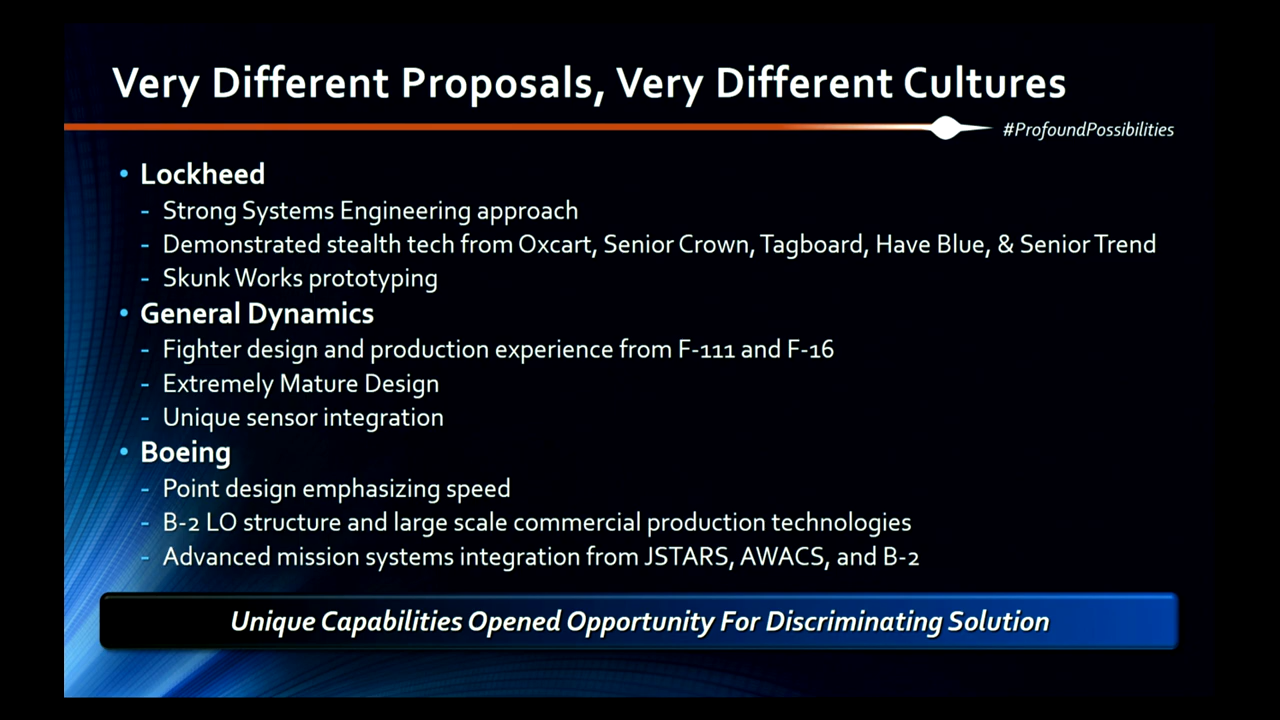 Very Different Proposals, Very Different Cultures
#ProfoundPossibilities
• Lockheed
- Strong Systems Engineering approach
- Demonstrated stealth tech from Oxcart, Senior Crown, Tagboard, Have Blue, & Senior Trend
- Skunk Works prototyping
• General Dynamics
- Fighter design and production experience from F-111 and F-16
- Extremely Mature Design
- Unique sensor integration
• Boeing
- Point design emphasizing speed
- B-2 LO structure and large scale commercial production technologies
- Advanced mission systems integration from JSTARS, AWACS, and B-2
Unique Capabilities Opened Opportunity For Discriminating Solution